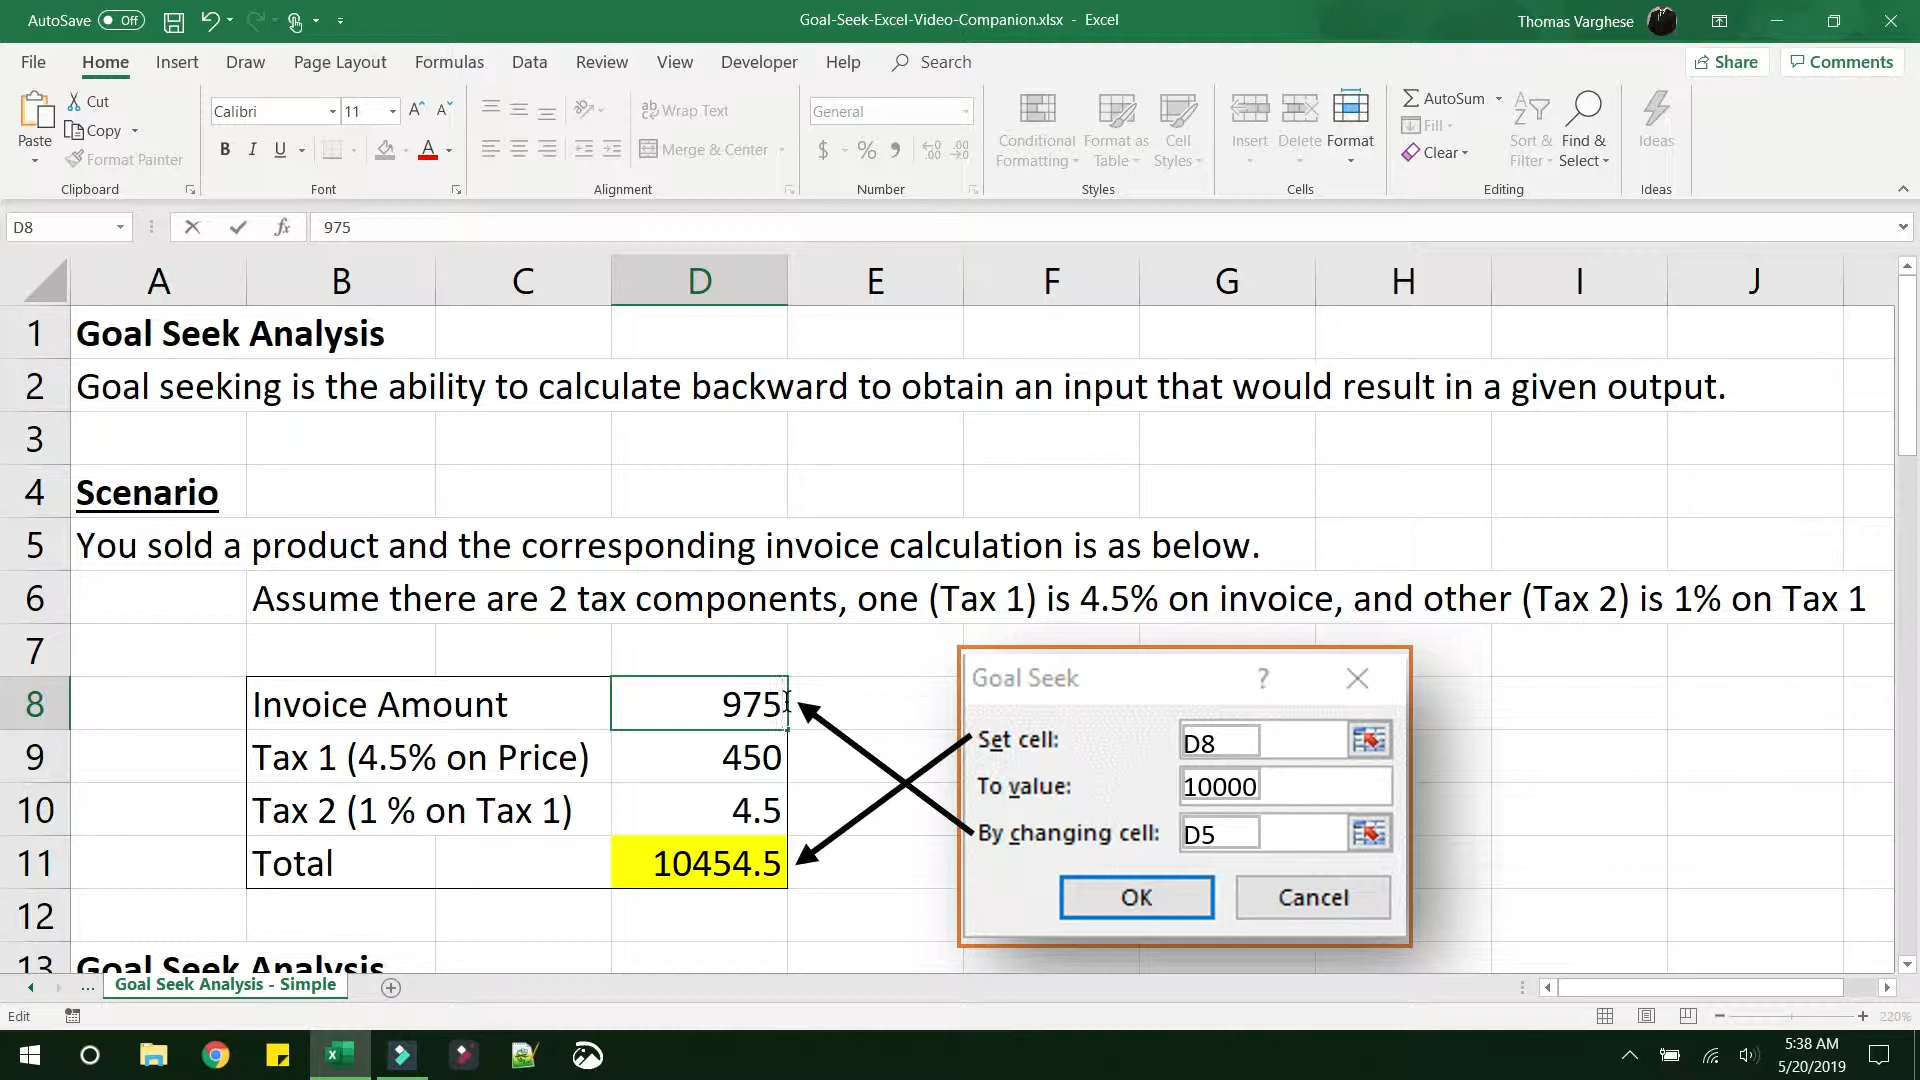 AutoSave Off
Goal-Seek-Excel-Video-Companion.xlsx - Excel
Thomas Varghese
File Home Insert Draw Page Layout Formulas Data Review View Developer Help Search
Share Comments
Paste
Cut
Copy
Format Painter
Clipboard
Calibri 11
B I U
Font
Wrap Text
Merge & Center
Alignment
General
$ % ,
Number
Conditional Formatting
Format as Table
Cell Styles
Styles
Insert Delete Format
Cells
AutoSum
Fill
Clear
Sort & Filter
Find & Select
Editing
Ideas
Ideas
D8 fx 975
A B C D E F G H I J
1 Goal Seek Analysis
2 Goal seeking is the ability to calculate backward to obtain an input that would result in a given output.
3
4 Scenario
5 You sold a product and the corresponding invoice calculation is as below.
6 Assume there are 2 tax components, one (Tax 1) is 4.5% on invoice, and other (Tax 2) is 1% on Tax 1
7
8 Invoice Amount 975
9 Tax 1 (4.5% on Price) 450
10 Tax 2 (1 % on Tax 1) 4.5
11 Total 10454.5
12
13 Goal Seek Analysis
Goal Seek ?
Set cell: D8
To value: 10000
By changing cell: D5
OK Cancel
... Goal Seek Analysis - Simple
Edit
220%
5:38 AM
5/20/2019